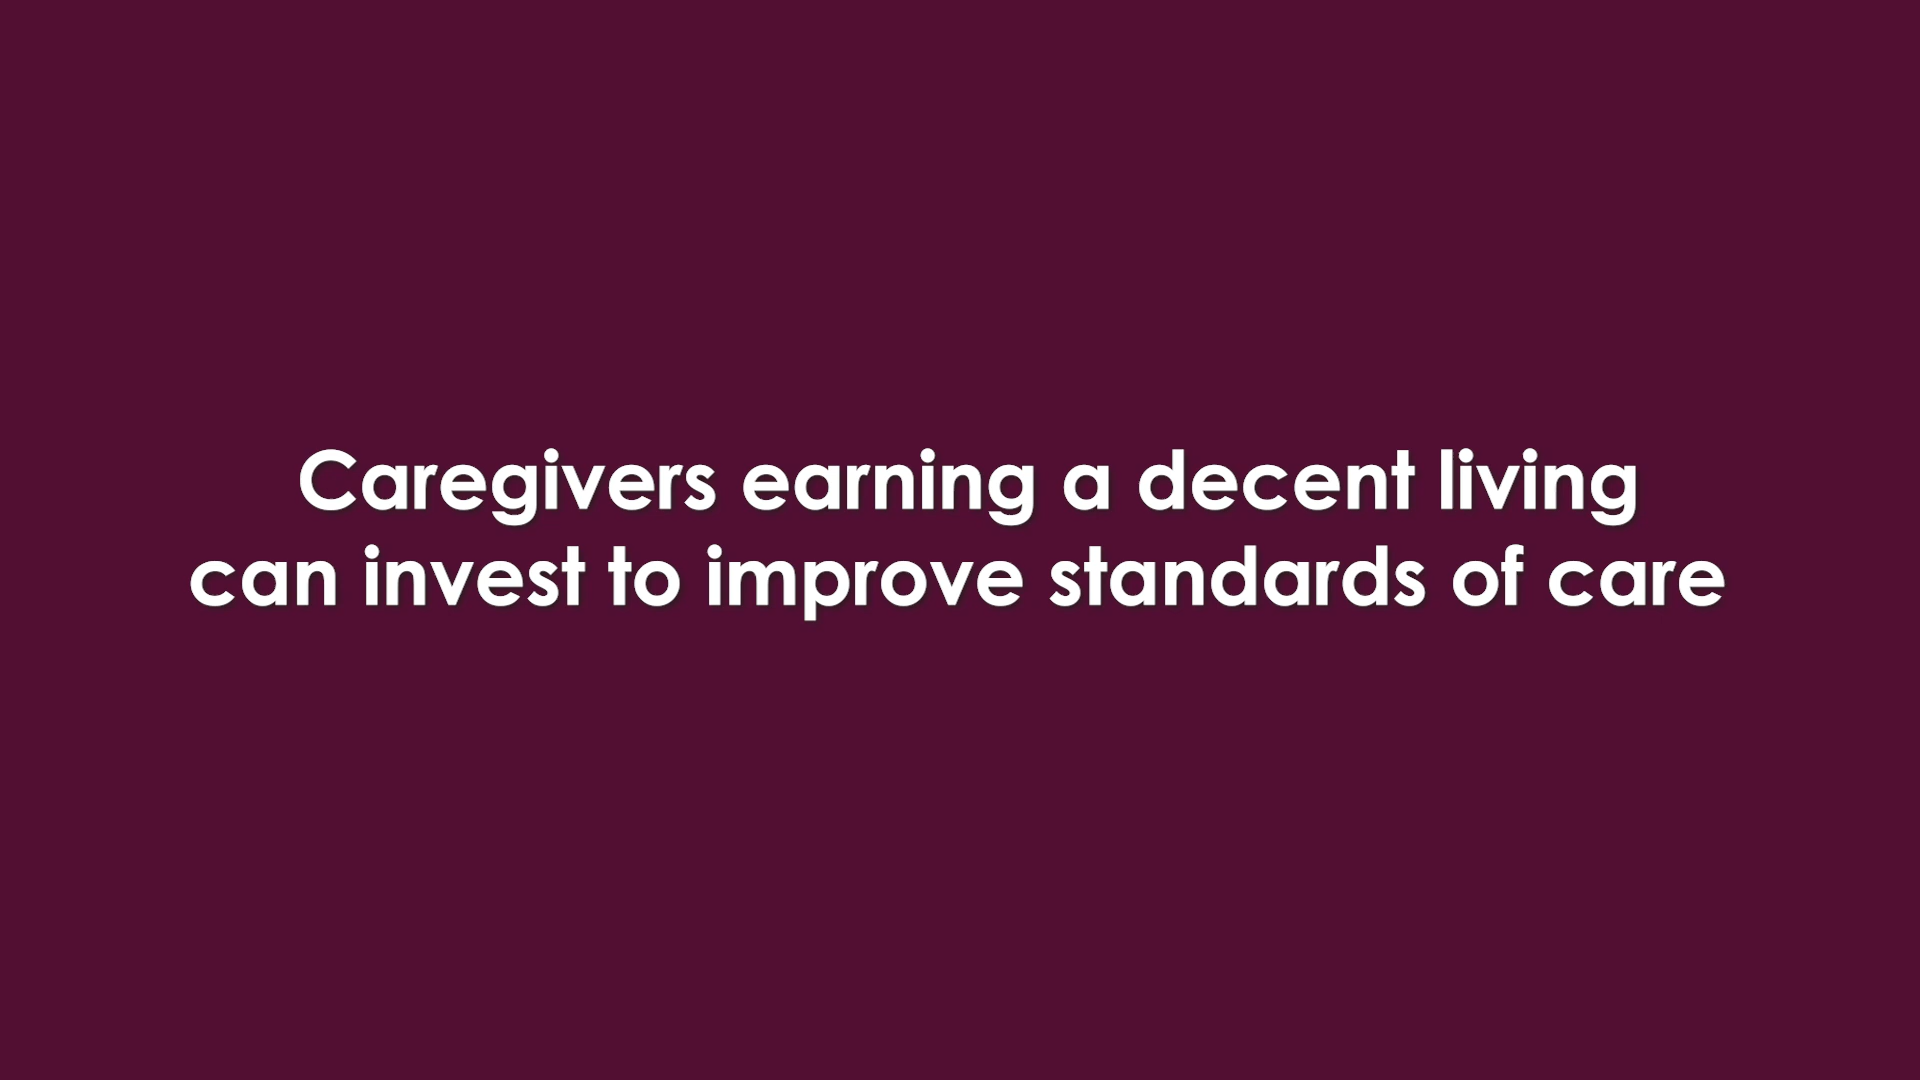 Caregivers earning a decent living
can invest to improve standards of care